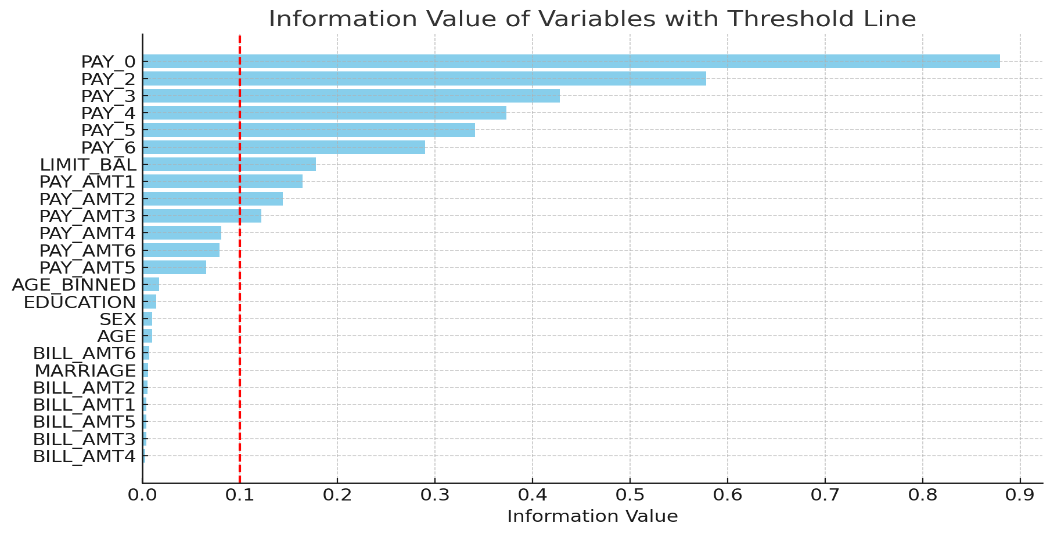 Information Value of Variables with Threshold Line
PAY_0
PAY_2
PAY_3
PAY_4
PAY_5
PAY_6
LIMIT_BAL
PAY_AMT1
PAY_AMT2
PAY_AMT3
PAY_AMT4
PAY_AMT6
PAY_AMT5
AGE_BINNED
EDUCATION
SEX
AGE
BILL_AMT6
MARRIAGE
BILL_AMT2
BILL_AMT1
BILL_AMT5
BILL_AMT3
BILL_AMT4
0.0 0.1 0.2 0.3 0.4 0.5 0.6 0.7 0.8 0.9
Information Value